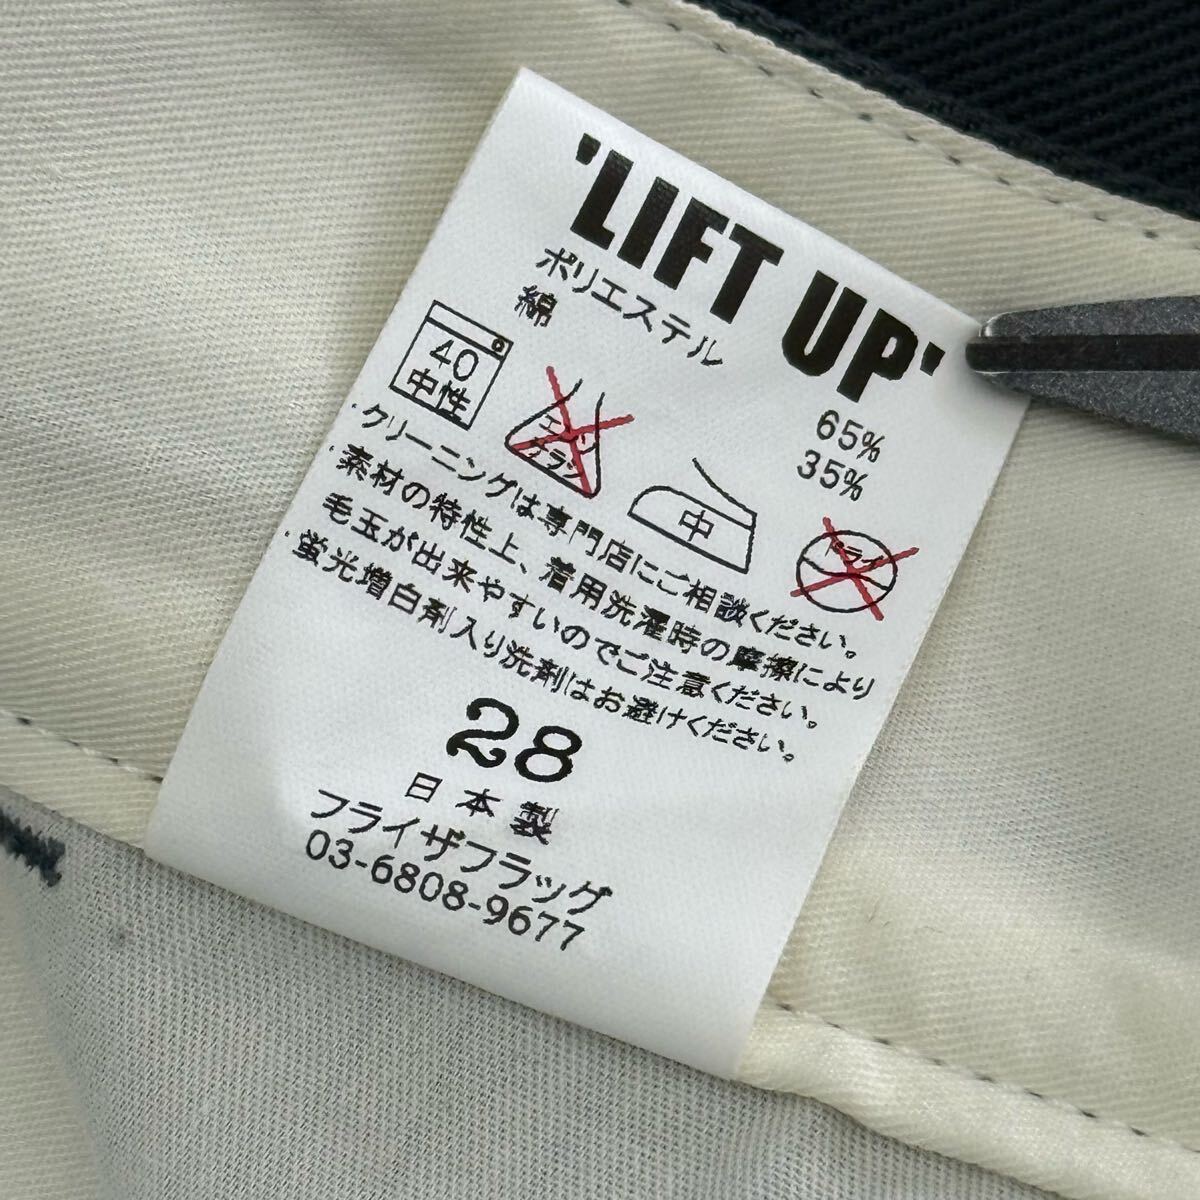 'LIFT UP'
ポリエステル 65%
綿 35%
40
中性
エンソ
サラシ
中
ドライ
・クリーニングは専門店にご相談ください。
・素材の特性上、着用洗濯時の摩擦により
毛玉が出来やすいのでご注意ください。
・蛍光増白剤入り洗剤はお避けください。
28
日本製
フライザフラッグ
03-6808-9677